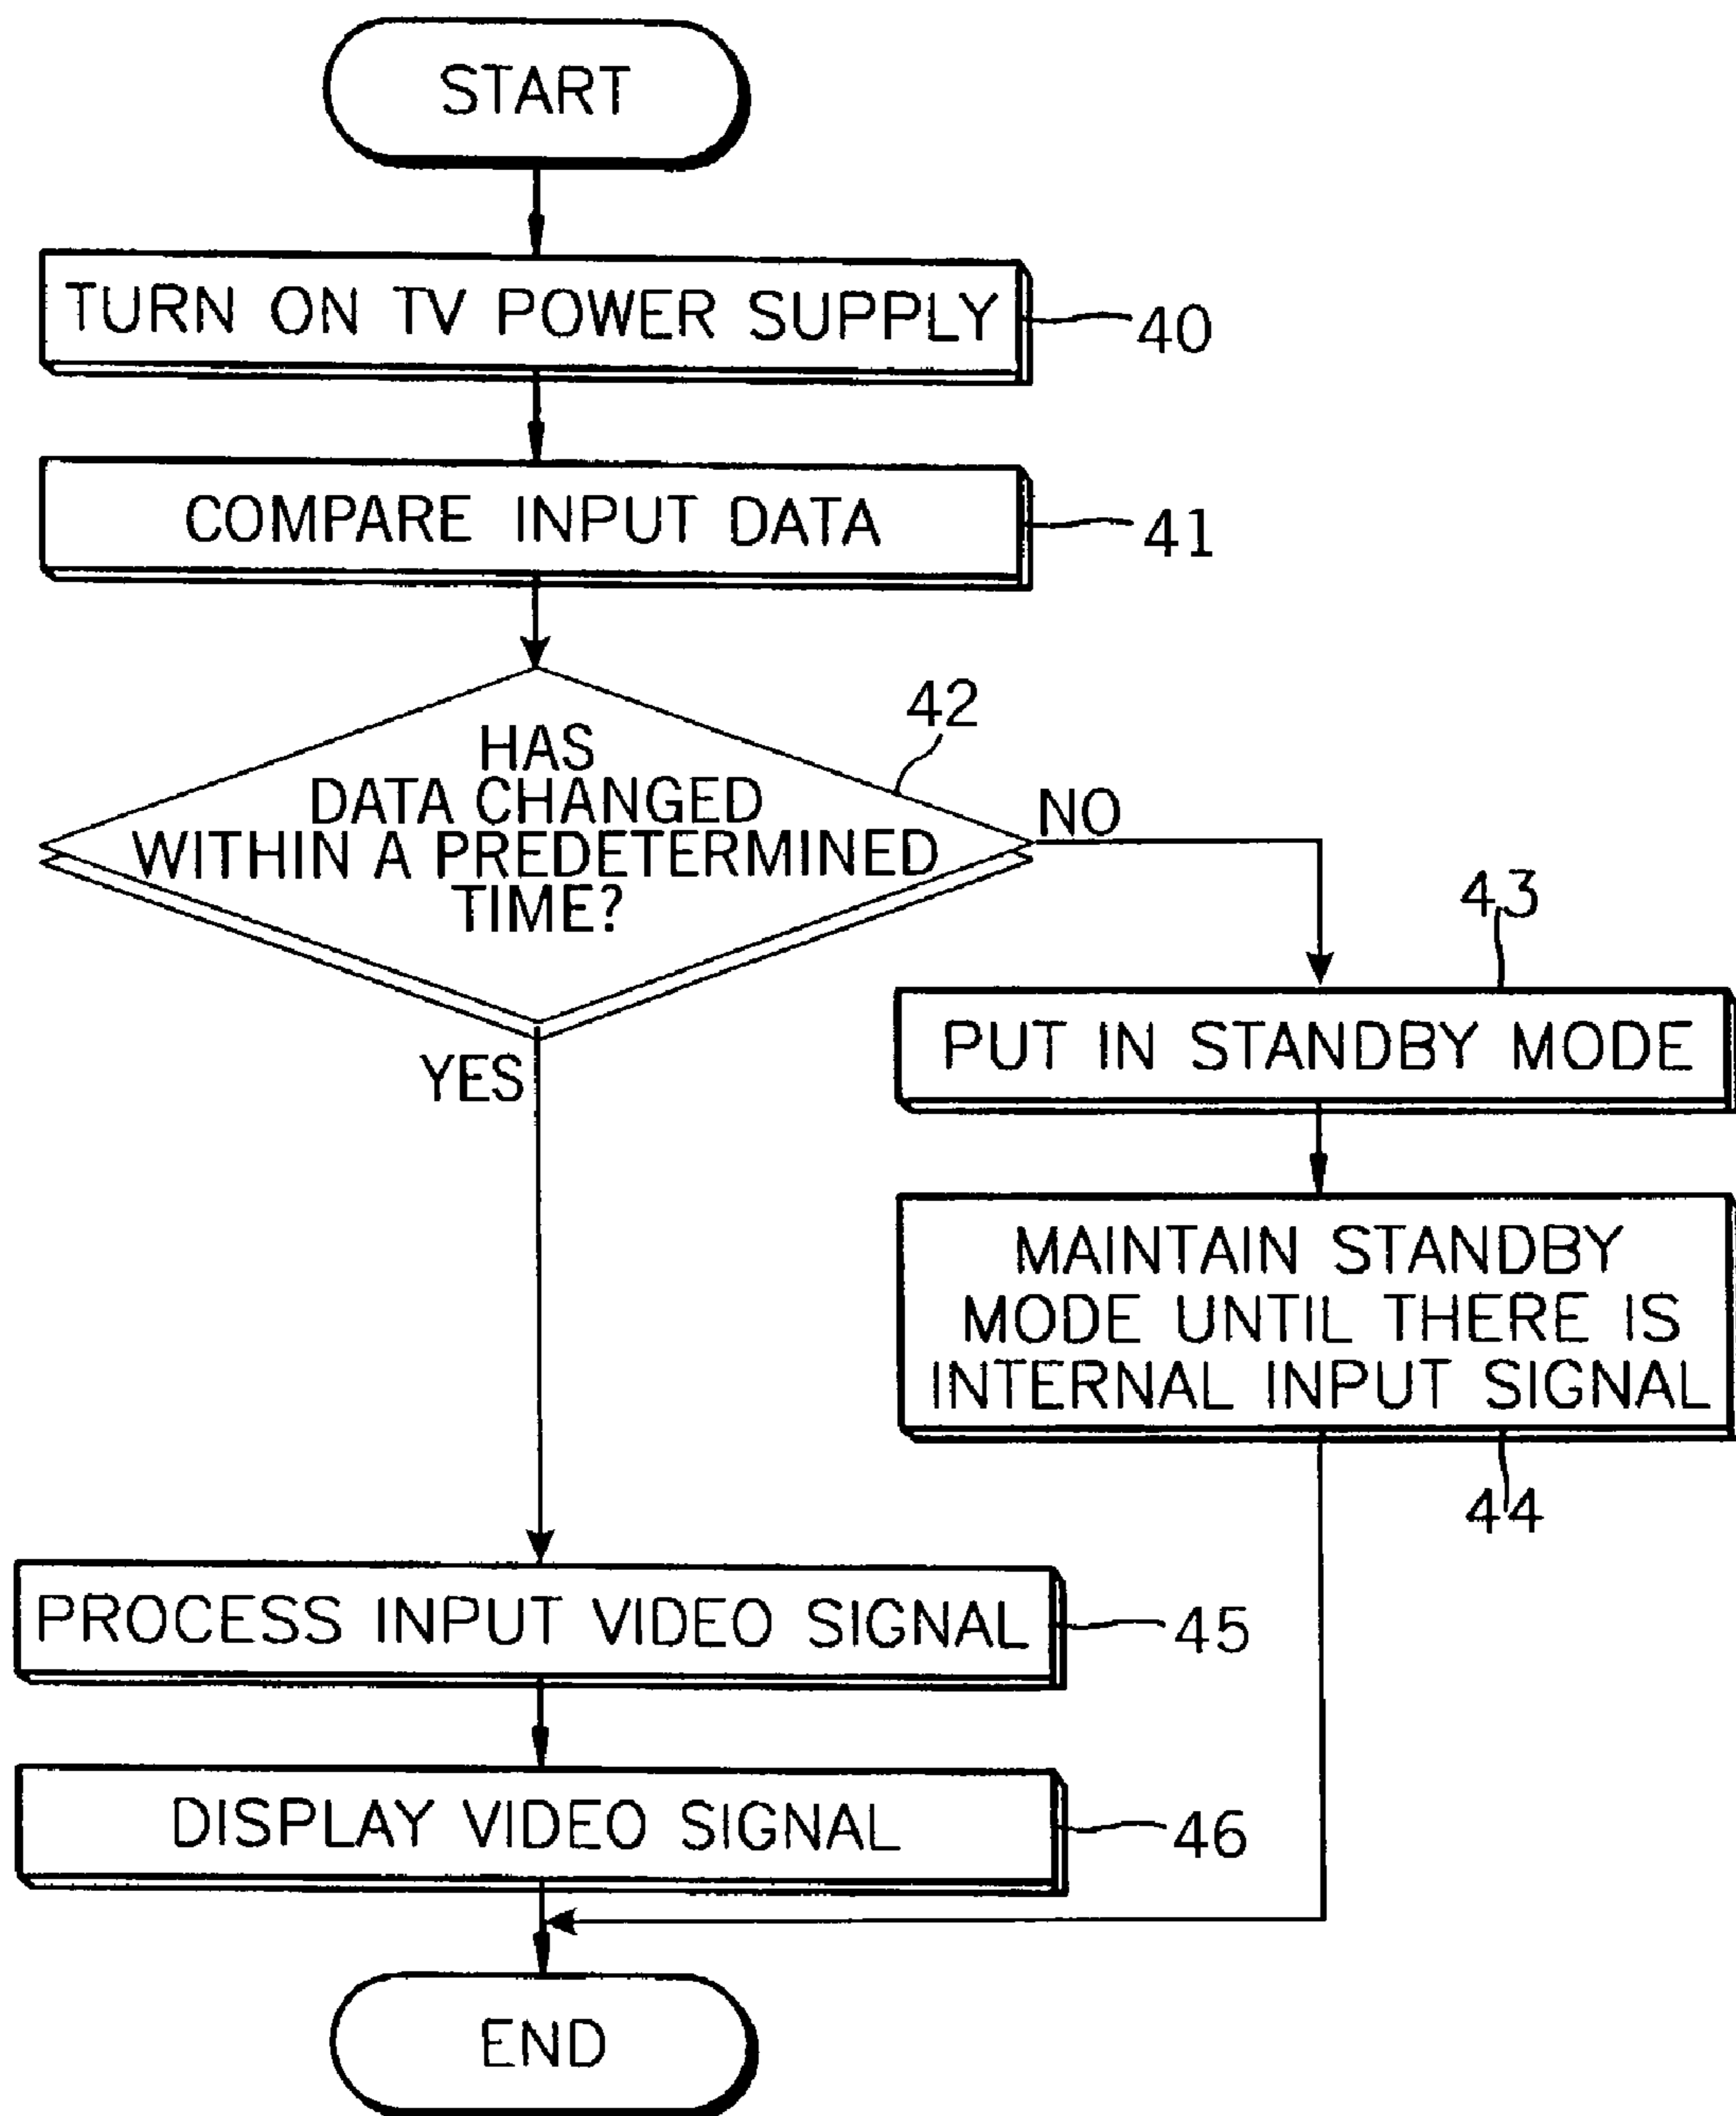 START
TURN ON TV POWER SUPPLY
40
COMPARE INPUT DATA
41
42
HAS
DATA CHANGED
WITHIN A PREDETERMINED
TIME?
NO
YES
43
PUT IN STANDBY MODE
MAINTAIN STANDBY
MODE UNTIL THERE IS
INTERNAL INPUT SIGNAL
44
PROCESS INPUT VIDEO SIGNAL
45
DISPLAY VIDEO SIGNAL
46
END